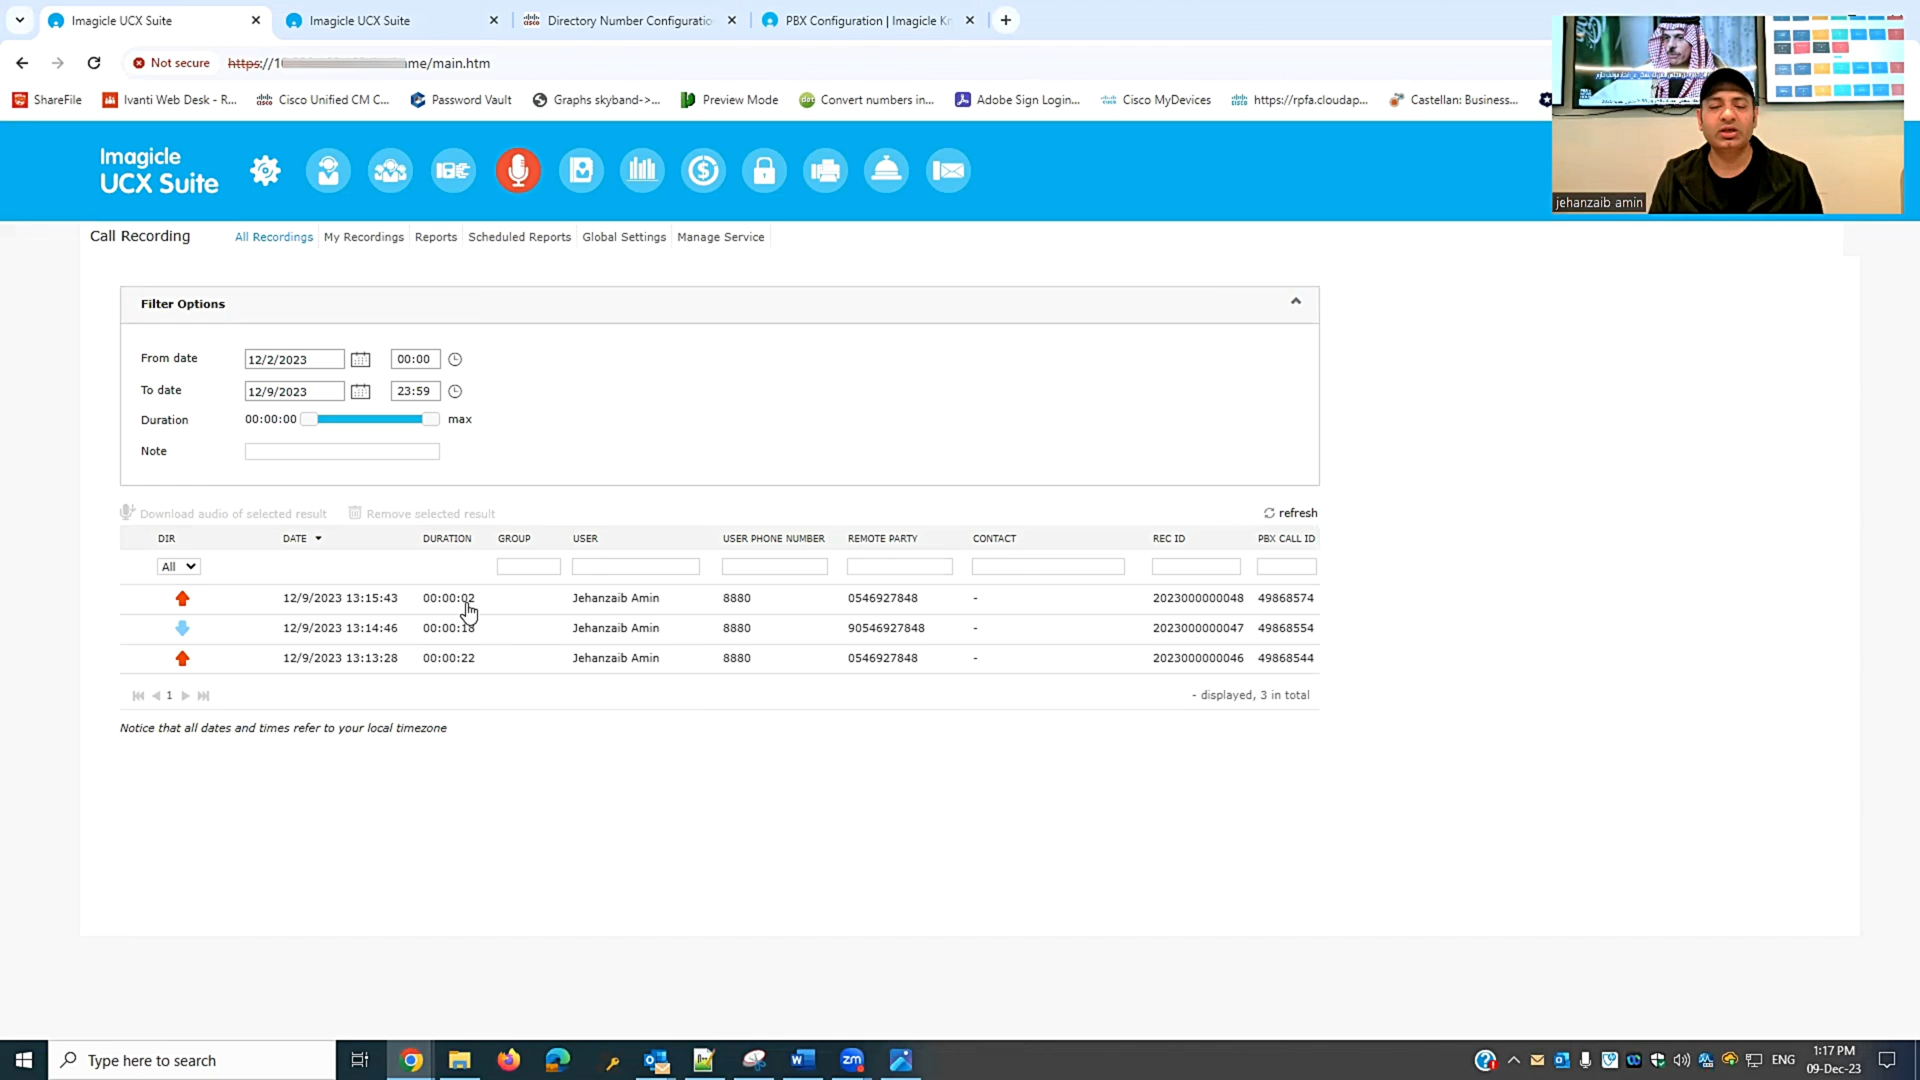 Imagicle UCX Suite
Imagicle UCX Suite
Directory Number Configuratio
PBX Configuration | Imagicle Kn
Not secure
https://1
me/main.htm
ShareFile
Ivanti Web Desk - R...
Cisco Unified CM C...
Password Vault
Graphs skyband->...
Preview Mode
Convert numbers in...
Adobe Sign Login...
Cisco MyDevices
https://rpfa.cloudap...
Castellan: Business...
jehanzaib amin
Imagicle
UCX Suite
Call Recording
All Recordings
My Recordings
Reports
Scheduled Reports
Global Settings
Manage Service
Filter Options
From date 12/2/2023 00:00
To date 12/9/2023 23:59
Duration 00:00:00 max
Note
Download audio of selected result
Remove selected result
refresh
DIR DATE DURATION GROUP USER USER PHONE NUMBER REMOTE PARTY CONTACT REC ID PBX CALL ID
All
12/9/2023 13:15:43 00:00:02 Jehanzaib Amin 8880 0546927848 - 2023000000048 49868574
12/9/2023 13:14:46 00:00:18 Jehanzaib Amin 8880 90546927848 - 2023000000047 49868554
12/9/2023 13:13:28 00:00:22 Jehanzaib Amin 8880 0546927848 - 2023000000046 49868544
1
- displayed, 3 in total
Notice that all dates and times refer to your local timezone
Type here to search
ENG
1:17 PM
09-Dec-23